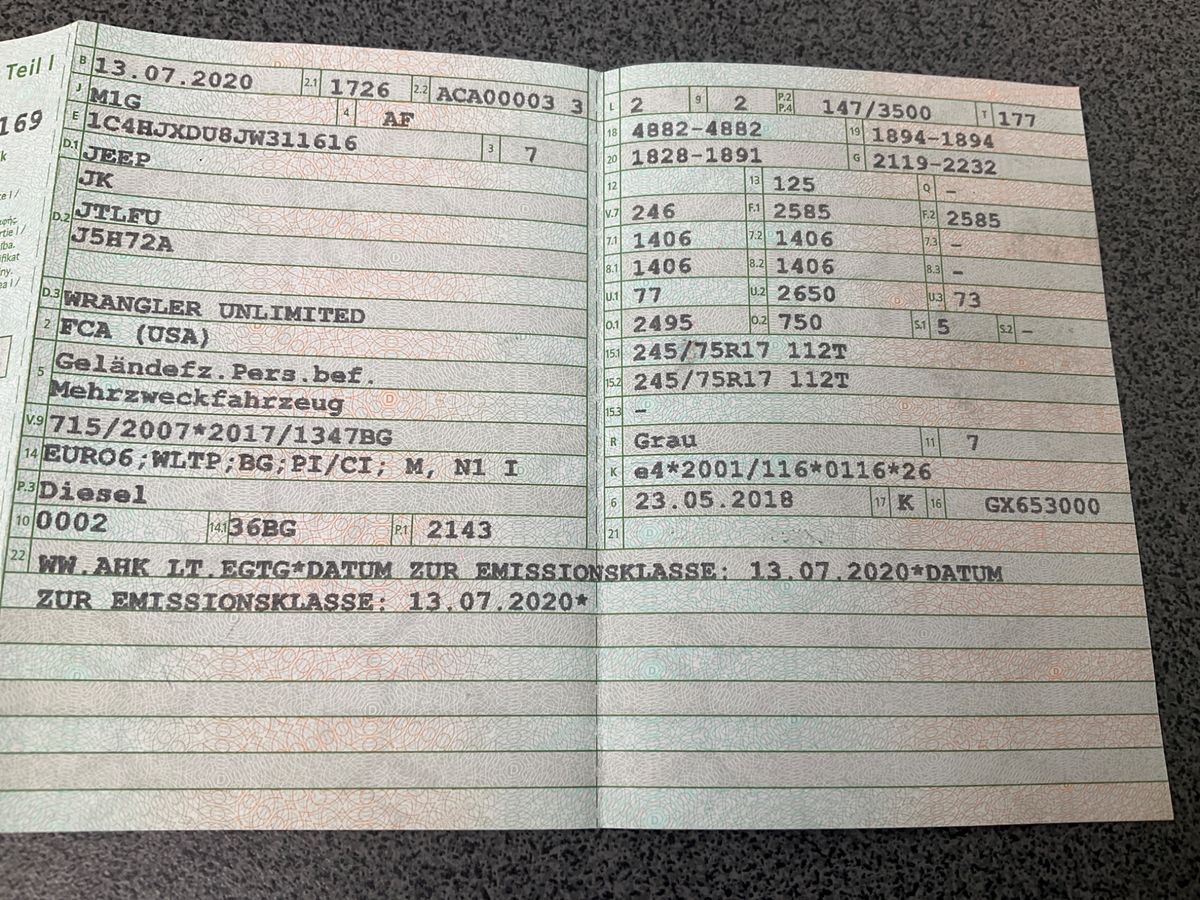 Teil I
169
B 13.07.2020 2.1 1726 2.2 ACA00003 3
J M1G 4 AF
E 1C4HJXDU8JW311616 3 7
D.1 JEEP
JK
D.2 JTLFU
J5H72A
D.3 WRANGLER UNLIMITED
2 FCA (USA)
5 Geländefz.Pers.bef.
Mehrzweckfahrzeug
V.9 715/2007*2017/1347BG
14 EURO6;WLTP;BG;PI/CI; M, N1 I
P.3 Diesel
10 0002 14.1 36BG P.1 2143
L 2 9 2 P.2 P.4 147/3500 T 177
18 4882-4882 19 1894-1894
20 1828-1891 G 2119-2232
12 13 125 Q –
V.7 246 F.1 2585 F.2 2585
7.1 1406 7.2 1406 7.3 –
8.1 1406 8.2 1406 8.3 –
U.1 77 U.2 2650 U.3 73
O.1 2495 O.2 750 S.1 5 S.2 –
15.1 245/75R17 112T
15.2 245/75R17 112T
15.3 –
R Grau 11 7
K e4*2001/116*0116*26
6 23.05.2018 17 K 16 GX653000
21
22 WW.AHK LT.EGTG*DATUM ZUR EMISSIONSKLASSE: 13.07.2020*DATUM
ZUR EMISSIONSKLASSE: 13.07.2020*